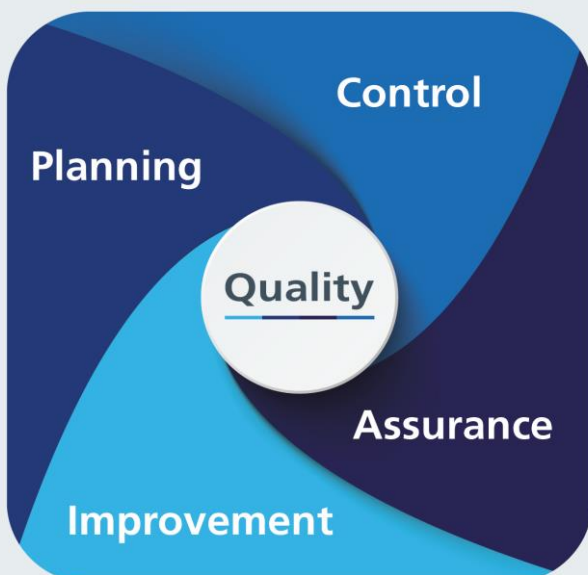 Control
Planning
Quality
Assurance
Improvement